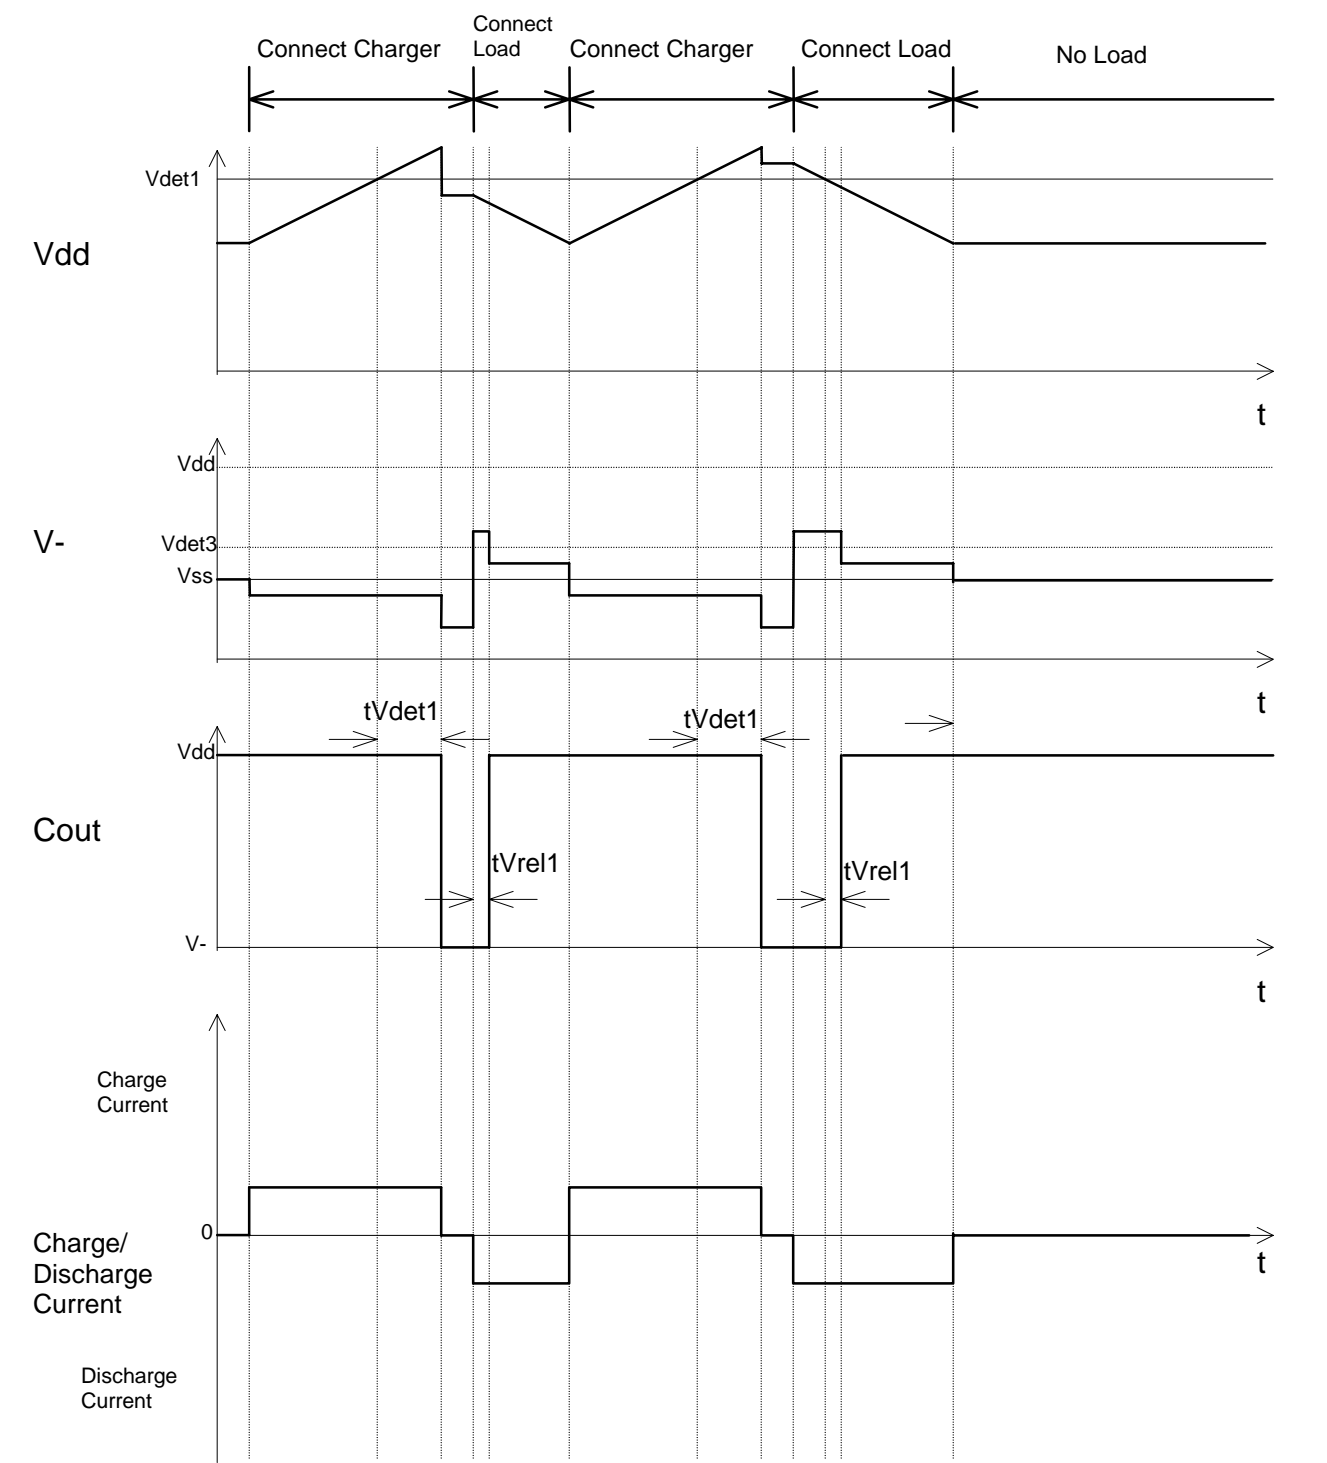 Connect
Load
Connect Charger
Connect Charger
Connect Load
No Load
Vdet1
Vdd
t
Vdd
V-
Vdet3
Vss
t
tVdet1
tVdet1
Vdd
Cout
tVrel1
tVrel1
V-
t
Charge
Current
0
Charge/
Discharge
Current
t
Discharge
Current